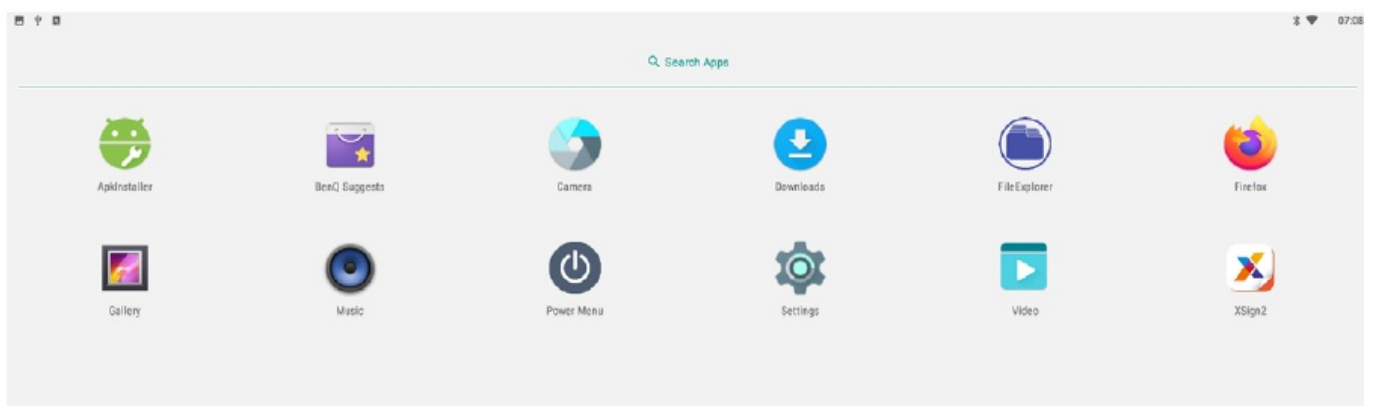 07:08
Search Apps
ApkInstaller BenQ Suggests Camera Downloads FileExplorer Firefox
Gallery Music Power Menu Settings Video XSign2